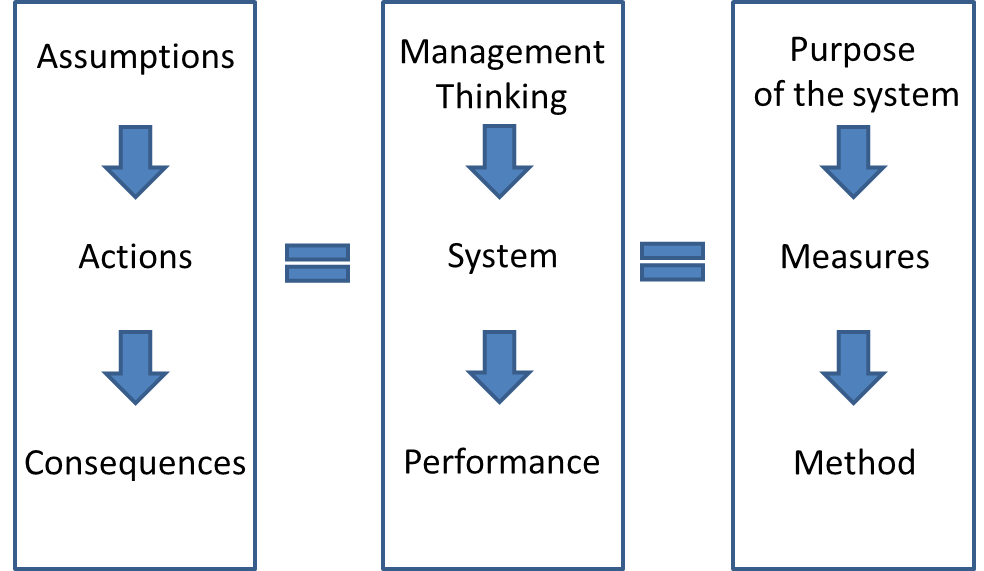 Assumptions
Actions
Consequences
Management
Thinking
System
Performance
Purpose
of the system
Measures
Method